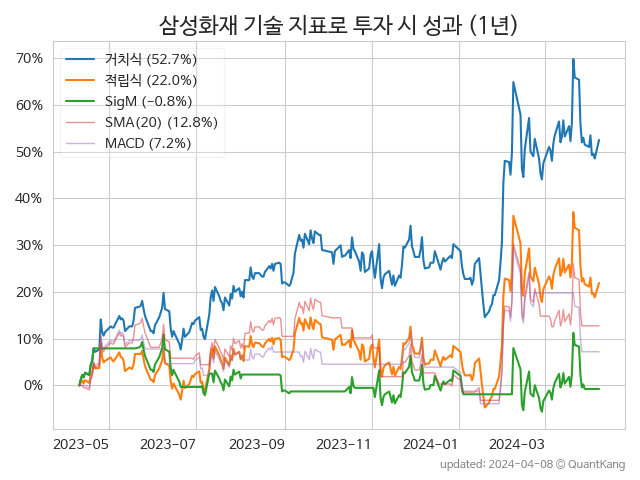 삼성화재 기술 지표로 투자 시 성과 (1년)
70%
60%
50%
40%
30%
20%
10%
0%
거치식 (52.7%)
적립식 (22.0%)
SigM (-0.8%)
SMA(20) (12.8%)
MACD (7.2%)
2023-05 2023-07 2023-09 2023-11 2024-01 2024-03
updated: 2024-04-08 © QuantKang